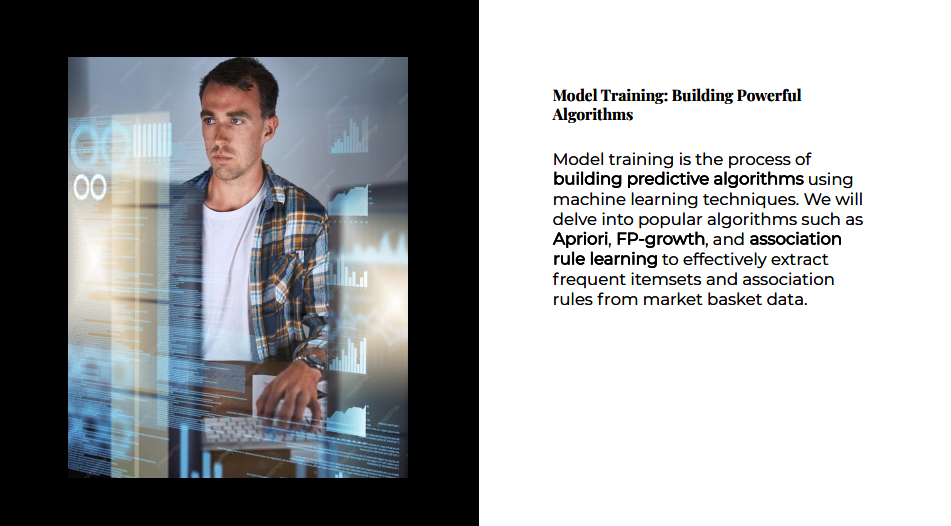 Model Training: Building Powerful
Algorithms
Model training is the process of
building predictive algorithms using
machine learning techniques. We will
delve into popular algorithms such as
Apriori, FP-growth, and association
rule learning to effectively extract
frequent itemsets and association
rules from market basket data.